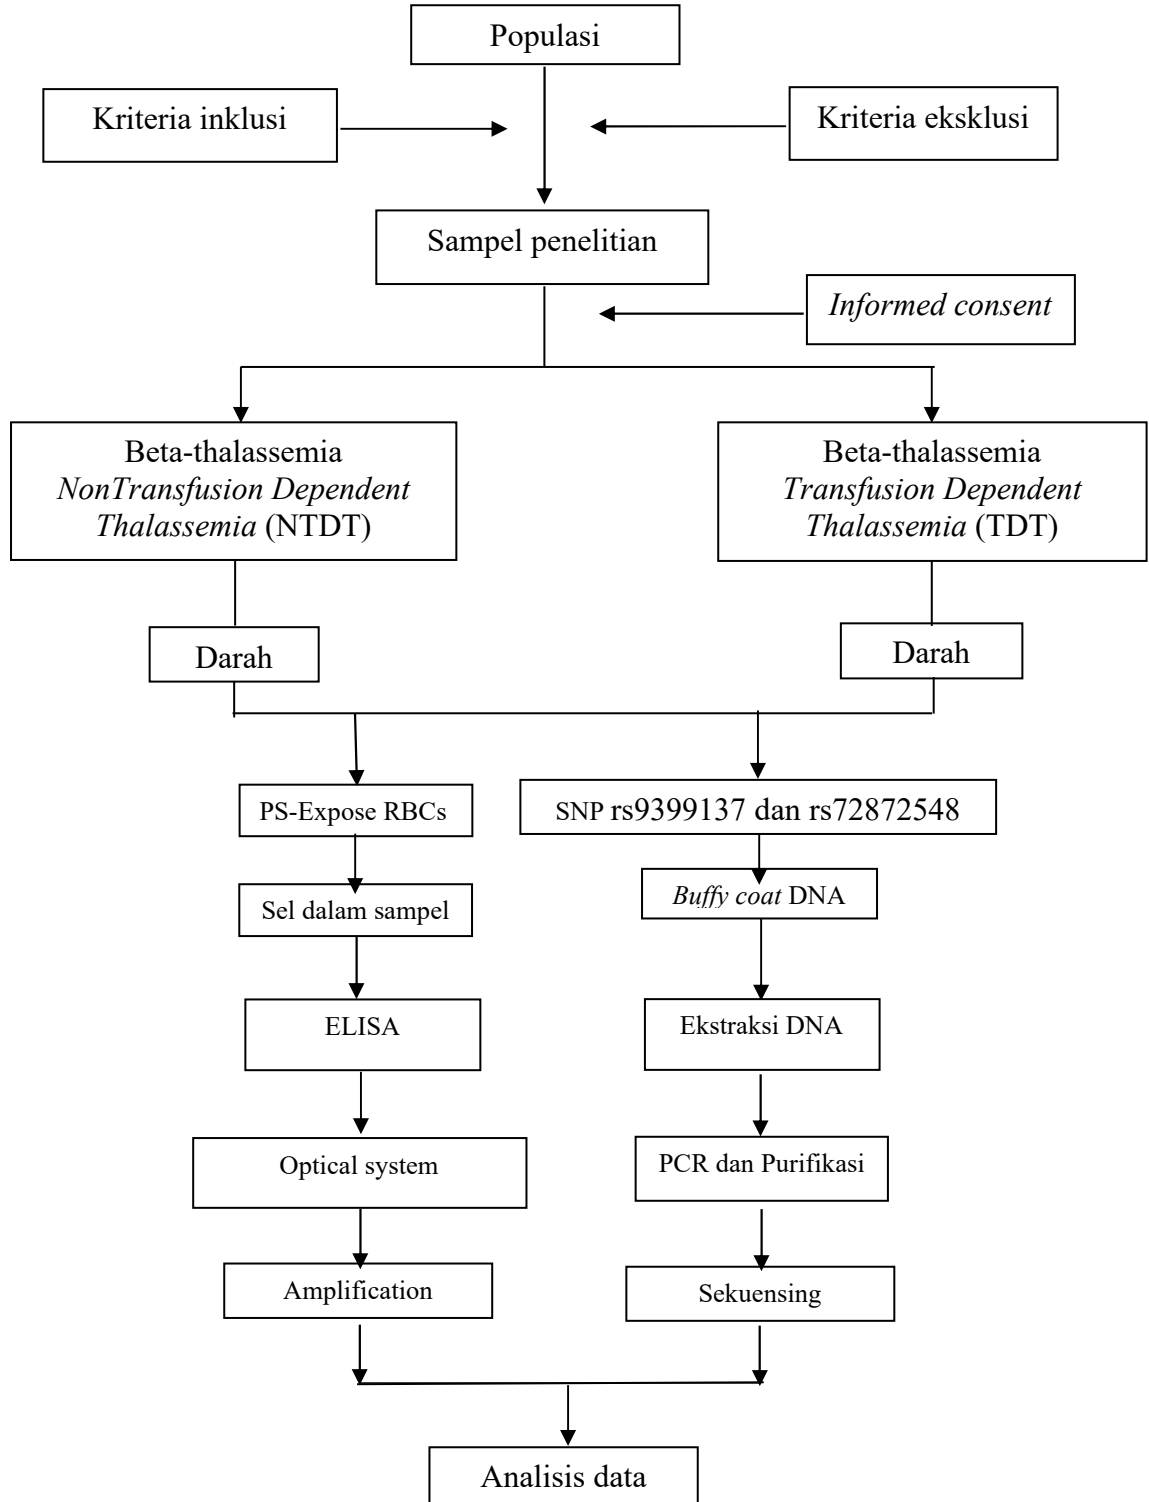 Populasi
Kriteria inklusi
Kriteria eksklusi
Sampel penelitian
Informed consent
Beta-thalassemia
NonTransfusion Dependent
Thalassemia (NTDT)
Beta-thalassemia
Transfusion Dependent
Thalassemia (TDT)
Darah
Darah
PS-Expose RBCs
SNP rs9399137 dan rs72872548
Sel dalam sampel
Buffy coat DNA
ELISA
Ekstraksi DNA
Optical system
PCR dan Purifikasi
Amplification
Sekuensing
Analisis data